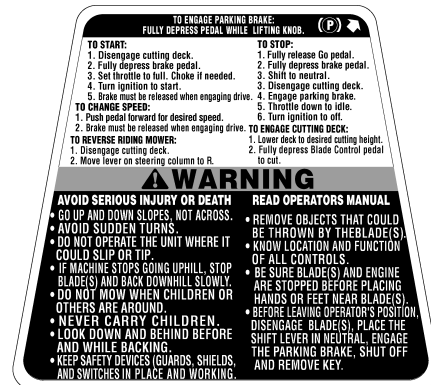 TO ENGAGE PARKING BRAKE:
FULLY DEPRESS PEDAL WHILE LIFTING KNOB.
(P)
TO START:
1. Disengage cutting deck.
2. Fully depress brake pedal.
3. Set throttle to full. Choke if needed.
4. Turn ignition to start.
5. Brake must be released when engaging drive.
TO CHANGE SPEED:
1. Push pedal forward for desired speed.
2. Brake must be released when engaging drive.
TO REVERSE RIDING MOWER:
1. Disengage cutting deck.
2. Move lever on steering column to R.
TO STOP:
1. Fully release Go pedal.
2. Fully depress brake pedal.
3. Shift to neutral.
3. Disengage cutting deck.
4. Engage parking brake.
5. Throttle down to idle.
6. Turn ignition to off.
TO ENGAGE CUTTING DECK:
1. Lower deck to desired cutting height.
2. Fully depress Blade Control pedal
to cut.
WARNING
AVOID SERIOUS INJURY OR DEATH
• GO UP AND DOWN SLOPES, NOT ACROSS.
• AVOID SUDDEN TURNS.
• DO NOT OPERATE THE UNIT WHERE IT
COULD SLIP OR TIP.
• IF MACHINE STOPS GOING UPHILL, STOP
BLADE(S) AND BACK DOWNHILL SLOWLY.
• DO NOT MOW WHEN CHILDREN OR
OTHERS ARE AROUND.
• NEVER CARRY CHILDREN.
• LOOK DOWN AND BEHIND BEFORE
AND WHILE BACKING.
• KEEP SAFETY DEVICES (GUARDS, SHIELDS,
AND SWITCHES IN PLACE AND WORKING.
READ OPERATORS MANUAL
• REMOVE OBJECTS THAT COULD
BE THROWN BY THEBLADE(S).
• KNOW LOCATION AND FUNCTION
OF ALL CONTROLS.
• BE SURE BLADE(S) AND ENGINE
ARE STOPPED BEFORE PLACING
HANDS OR FEET NEAR BLADE(S).
• BEFORE LEAVING OPERATOR'S POSITION,
DISENGAGE BLADE(S), PLACE THE
SHIFT LEVER IN NEUTRAL, ENGAGE
THE PARKING BRAKE, SHUT OFF
AND REMOVE KEY.